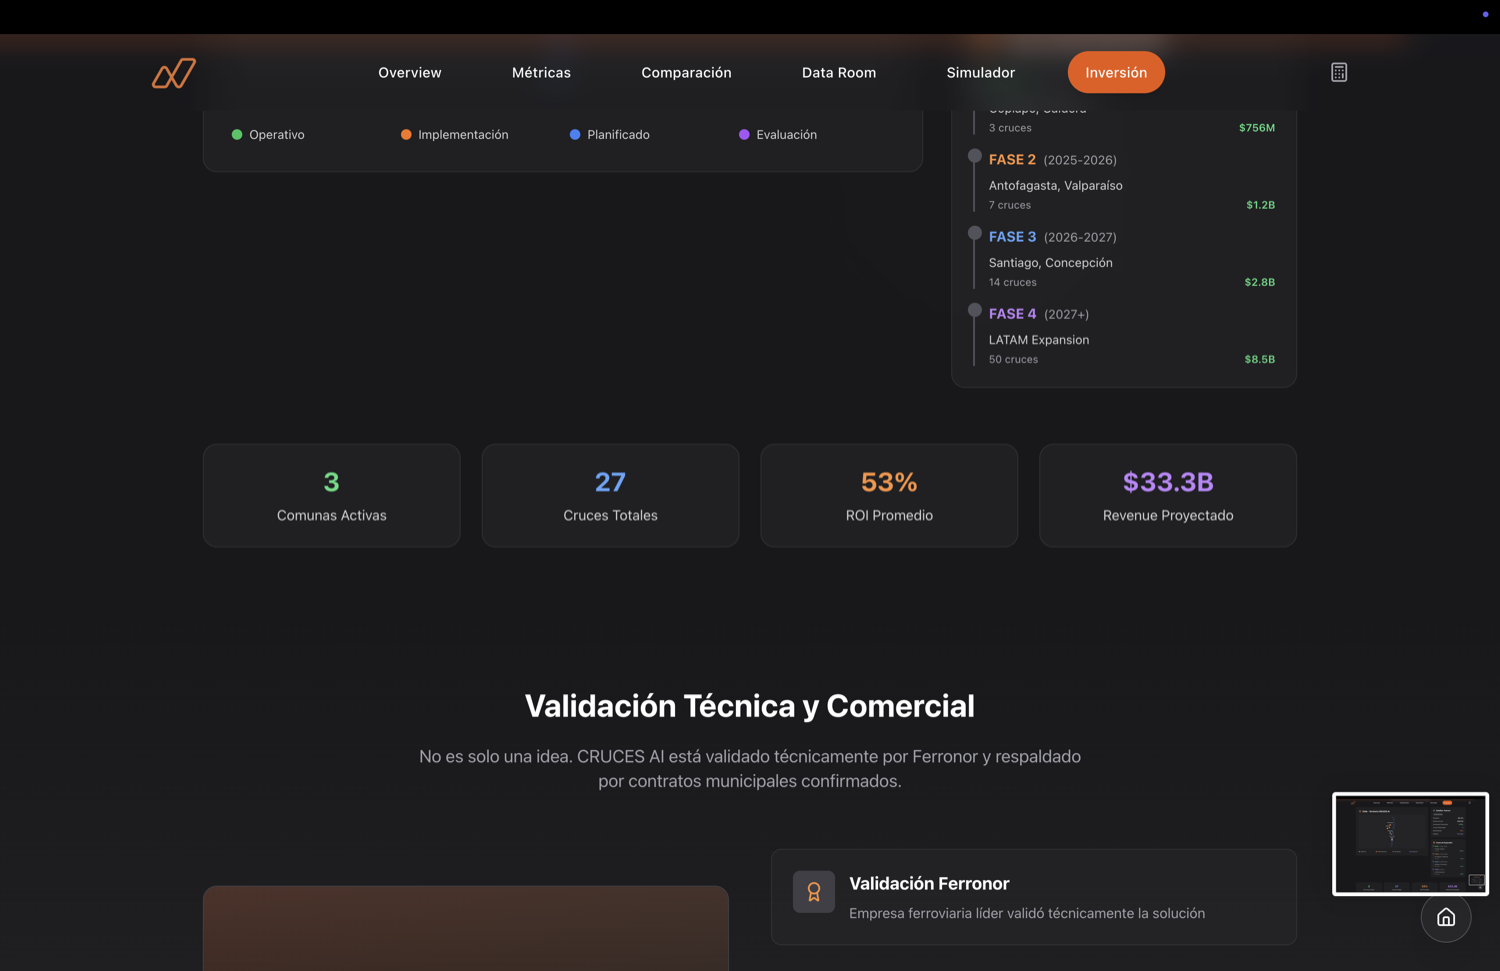 Overview
Métricas
Comparación
Data Room
Simulador
Inversión
Operativo
Implementación
Planificado
Evaluación
3 cruces
$756M
FASE 2 (2025-2026)
Antofagasta, Valparaíso
7 cruces
$1.2B
FASE 3 (2026-2027)
Santiago, Concepción
14 cruces
$2.8B
FASE 4 (2027+)
LATAM Expansion
50 cruces
$8.5B
3
Comunas Activas
27
Cruces Totales
53%
ROI Promedio
$33.3B
Revenue Proyectado
Validación Técnica y Comercial
No es solo una idea. CRUCES AI está validado técnicamente por Ferronor y respaldado
por contratos municipales confirmados.
Validación Ferronor
Empresa ferroviaria líder validó técnicamente la solución